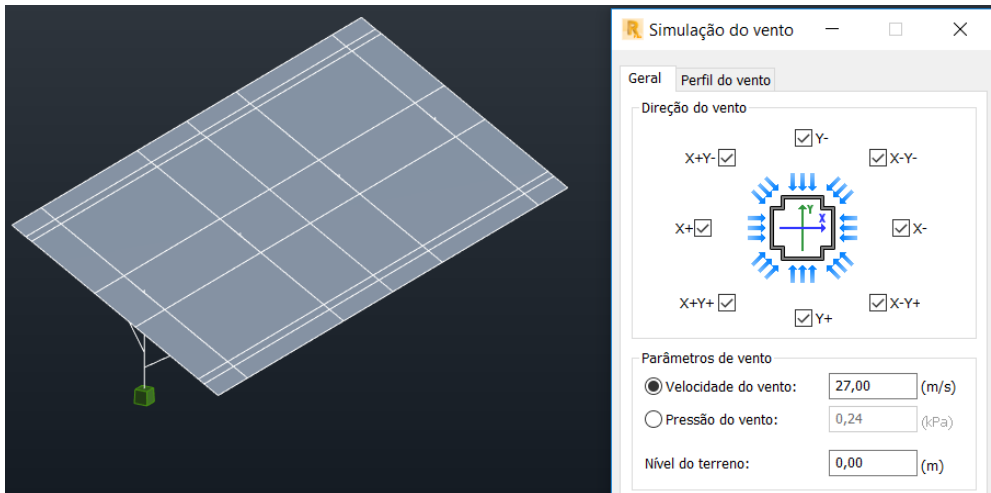 Simulação do vento
Geral
Perfil do vento
Direção do vento
Y-
X+Y-
X-Y-
Y
X
X+
X-
X+Y+
X-Y+
Y+
Parâmetros de vento
Velocidade do vento: 27,00 (m/s)
Pressão do vento: 0,24 (kPa)
Nível do terreno: 0,00 (m)